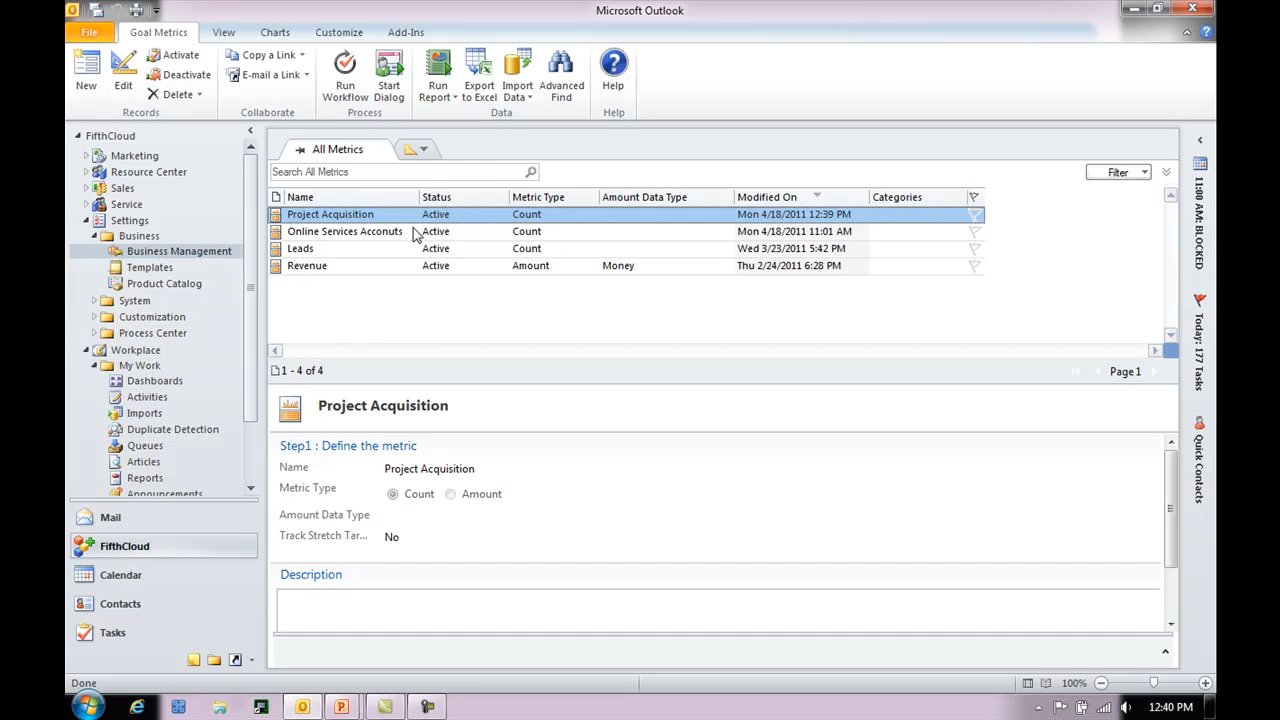 Microsoft Outlook
File Goal Metrics View Charts Customize Add-Ins
New
Edit
Activate
Deactivate
Delete
Records
Copy a Link
E-mail a Link
Collaborate
Run Workflow
Start Dialog
Process
Run Report
Export to Excel
Import Data
Advanced Find
Data
Help
Help
FifthCloud
Marketing
Resource Center
Sales
Service
Settings
Business
Business Management
Templates
Product Catalog
System
Customization
Process Center
Workplace
My Work
Dashboards
Activities
Imports
Duplicate Detection
Queues
Articles
Reports
Announcements
Mail
FifthCloud
Calendar
Contacts
Tasks
All Metrics
Search All Metrics
Filter
Name Status Metric Type Amount Data Type Modified On Categories
Project Acquisition Active Count Mon 4/18/2011 12:39 PM
Online Services Acconuts Active Count Mon 4/18/2011 11:01 AM
Leads Active Count Wed 3/23/2011 5:42 PM
Revenue Active Amount Money Thu 2/24/2011 6:28 PM
1 - 4 of 4
Page1
Project Acquisition
Step1 : Define the metric
Name Project Acquisition
Metric Type Count Amount
Amount Data Type
Track Stretch Tar... No
Description
11:00 AM: BLOCKED
Today: 177 Tasks
Quick Contacts
Done
100%
12:40 PM